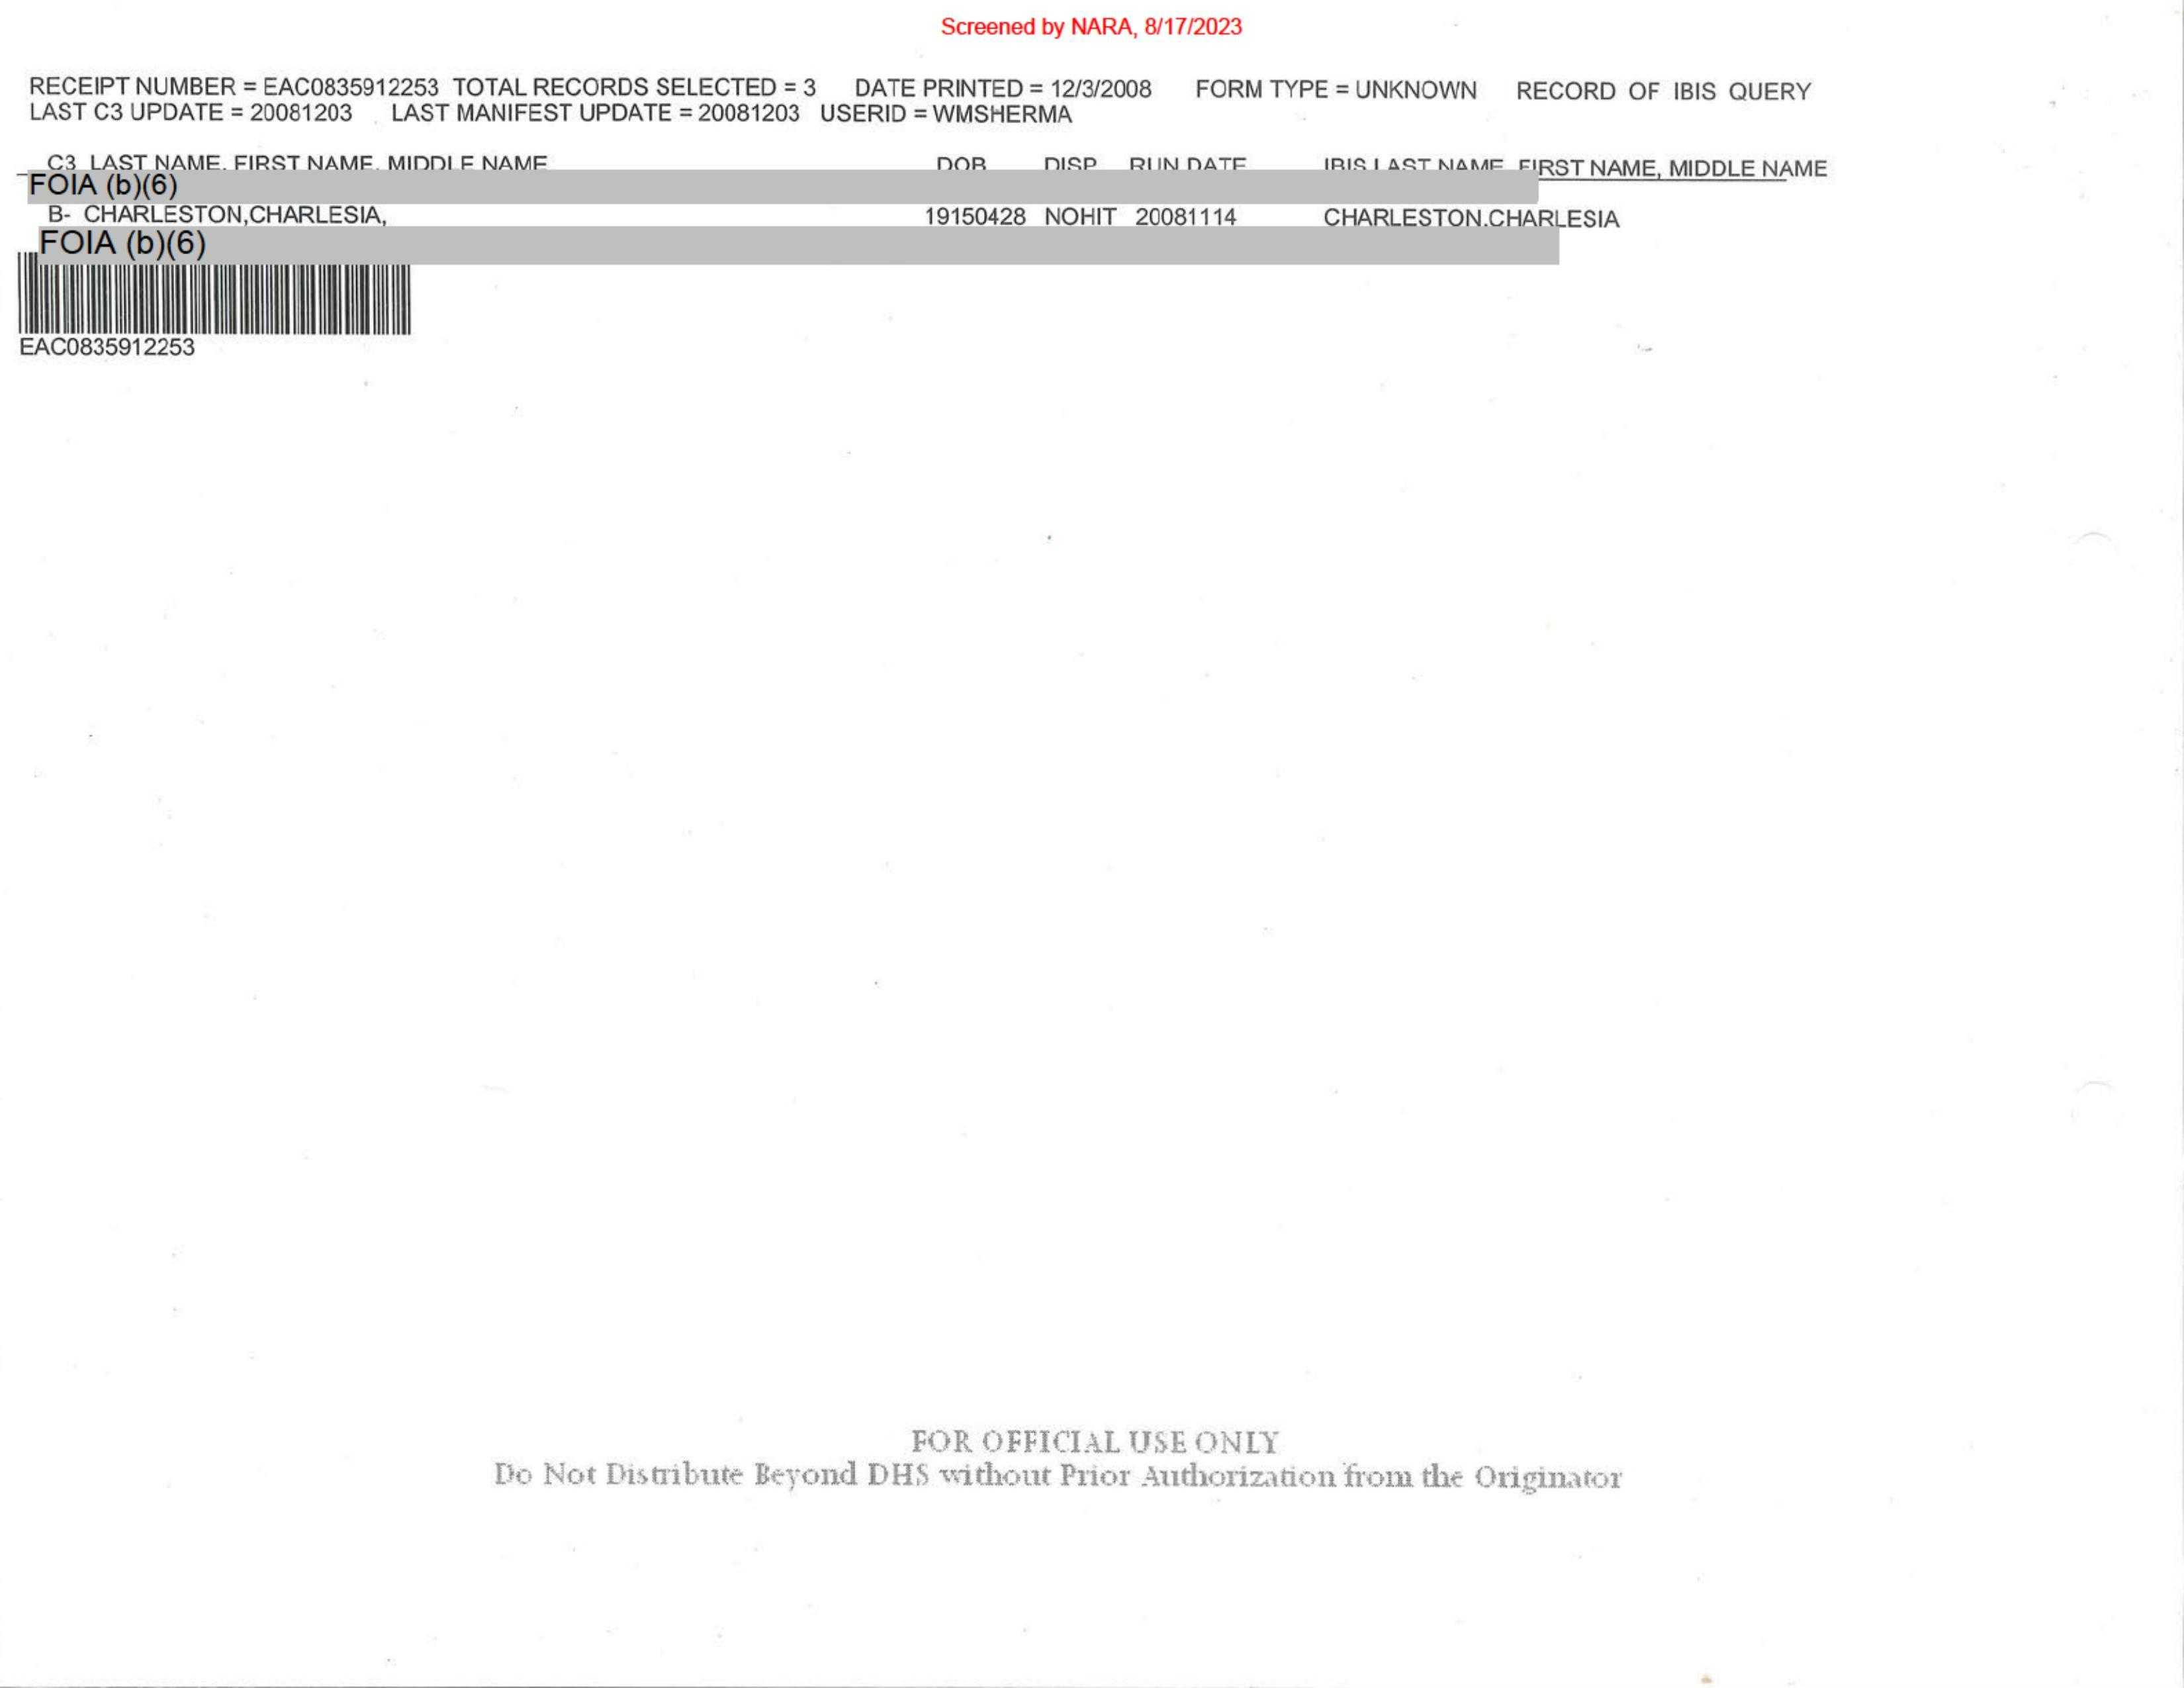 Screened by NARA, 8/17/2023
RECEIPT NUMBER = EAC0835912253 TOTAL RECORDS SELECTED = 3 DATE PRINTED = 12/3/2008 FORM TYPE = UNKNOWN RECORD OF IBIS QUERY
LAST C3 UPDATE = 20081203 LAST MANIFEST UPDATE = 20081203 USERID = WMSHERMA
C3 LAST NAME, FIRST NAME, MIDDLE NAME DOB DISP RUN DATE IBIS LAST NAME, FIRST NAME, MIDDLE NAME
FOIA (b)(6)
B- CHARLESTON,CHARLESIA, 19150428 NOHIT 20081114 CHARLESTON,CHARLESIA
FOIA (b)(6)
EAC0835912253
FOR OFFICIAL USE ONLY
Do Not Distribute Beyond DHS without Prior Authorization from the Originator